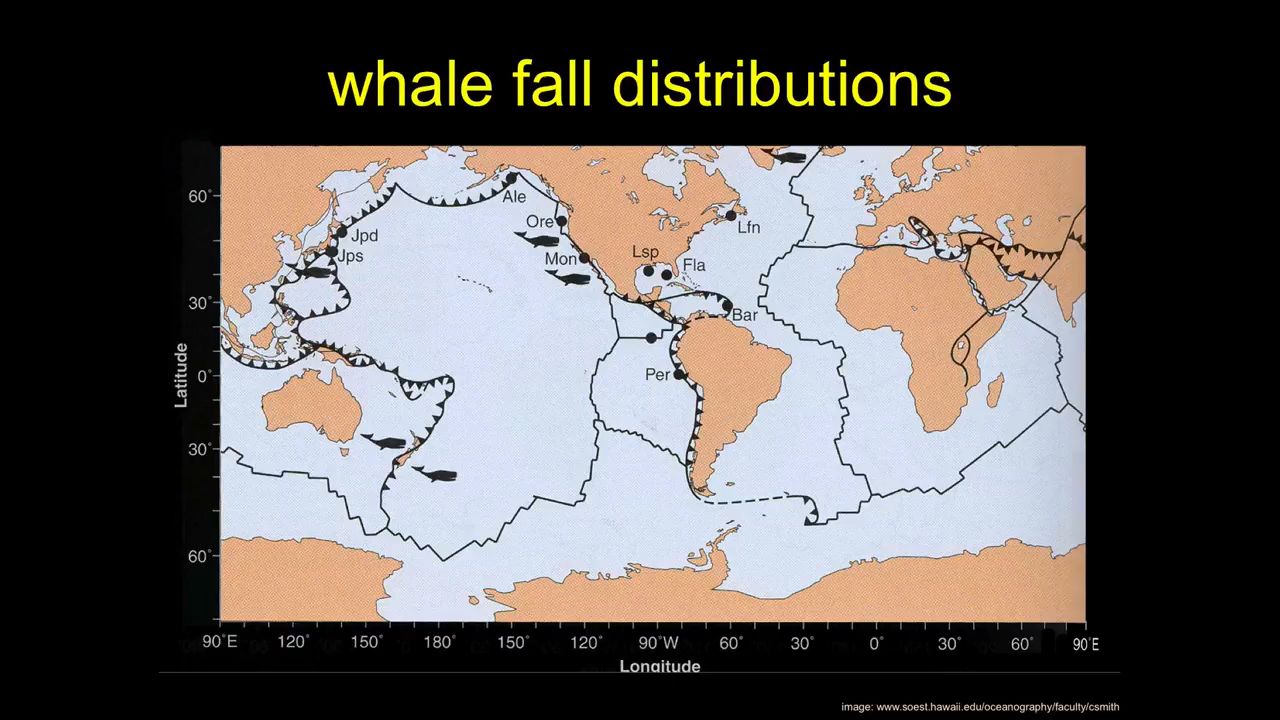 whale fall distributions
60°
30°
0°
30°
60°
Latitude
Ale
Ore
Jpd
Jps
Mon
Lsp
Fla
Lfn
Bar
Per
90°E 120° 150° 180° 150° 120° 90°W 60° 30° 0° 30° 60° 90°E
Longitude
image: www.soest.hawaii.edu/oceanography/faculty/csmith